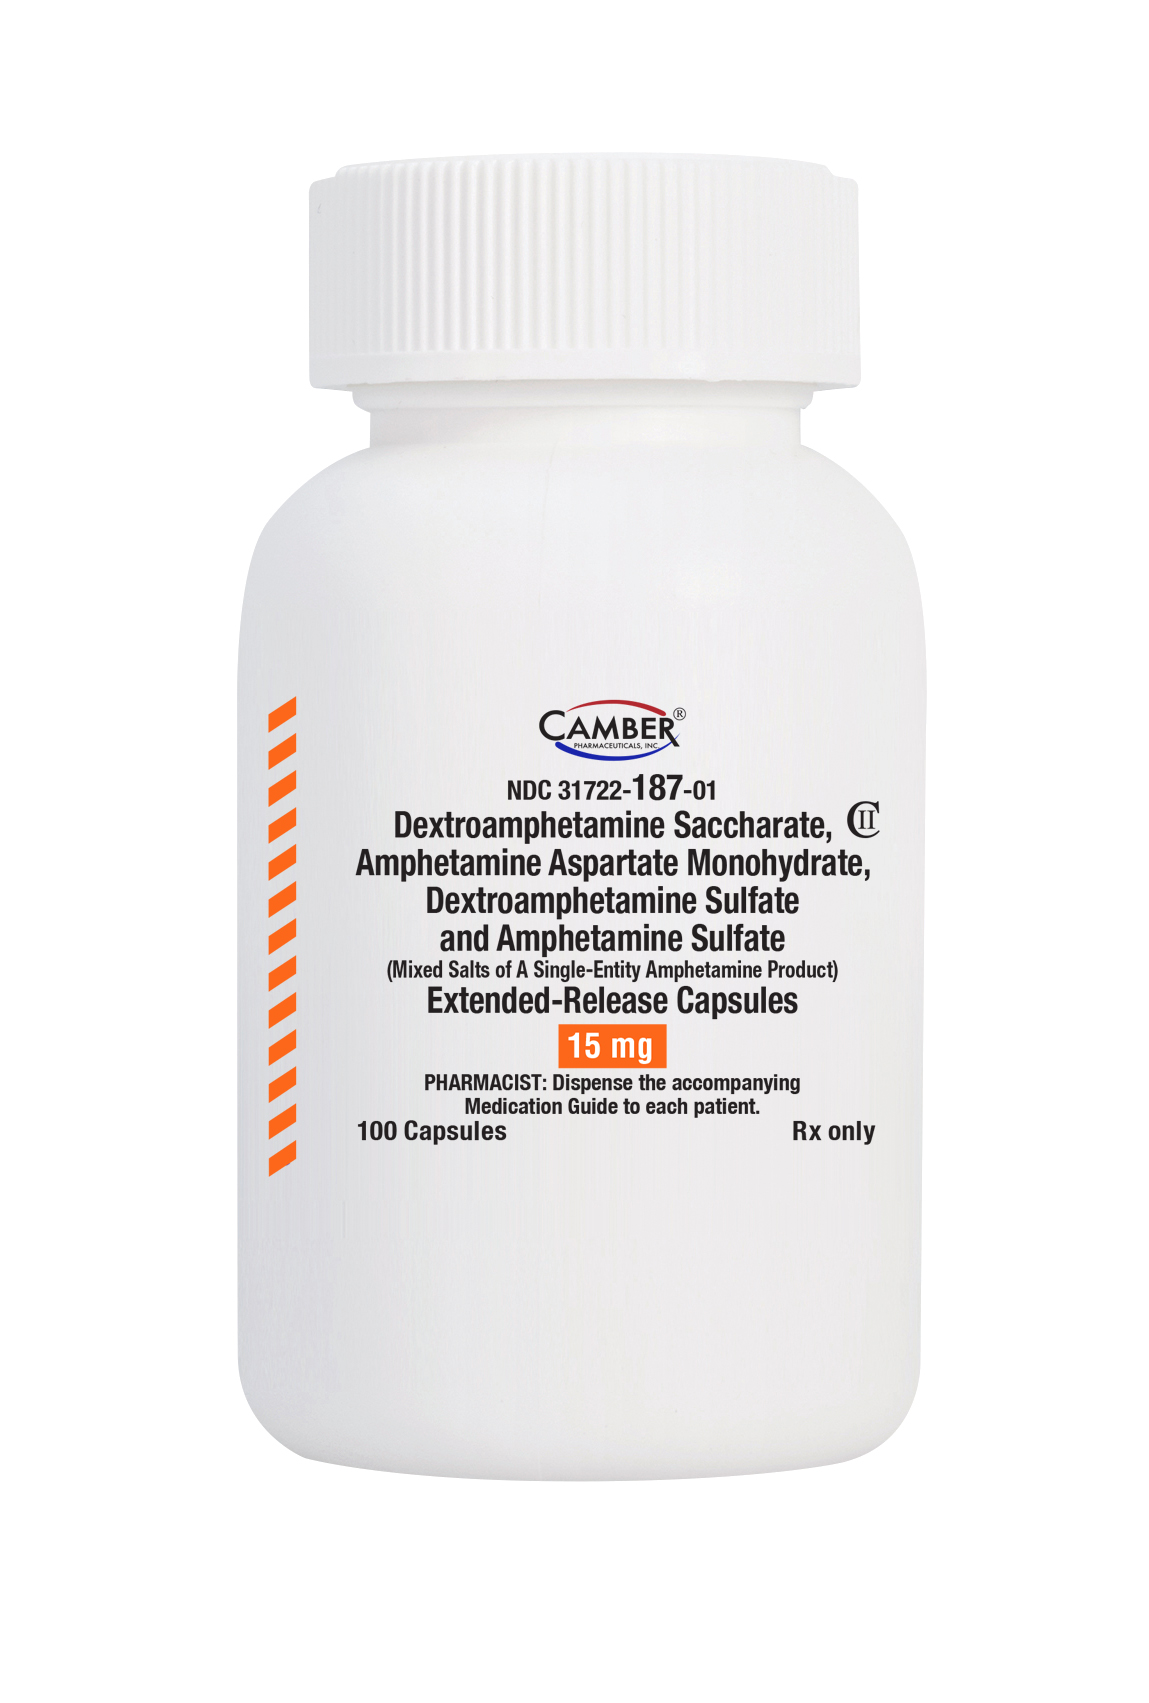 CAMBER®
PHARMACEUTICALS, INC.
NDC 31722-187-01
Dextroamphetamine Saccharate, CII
Amphetamine Aspartate Monohydrate,
Dextroamphetamine Sulfate
and Amphetamine Sulfate
(Mixed Salts of A Single-Entity Amphetamine Product)
Extended-Release Capsules
15 mg
PHARMACIST: Dispense the accompanying
Medication Guide to each patient.
100 Capsules Rx only